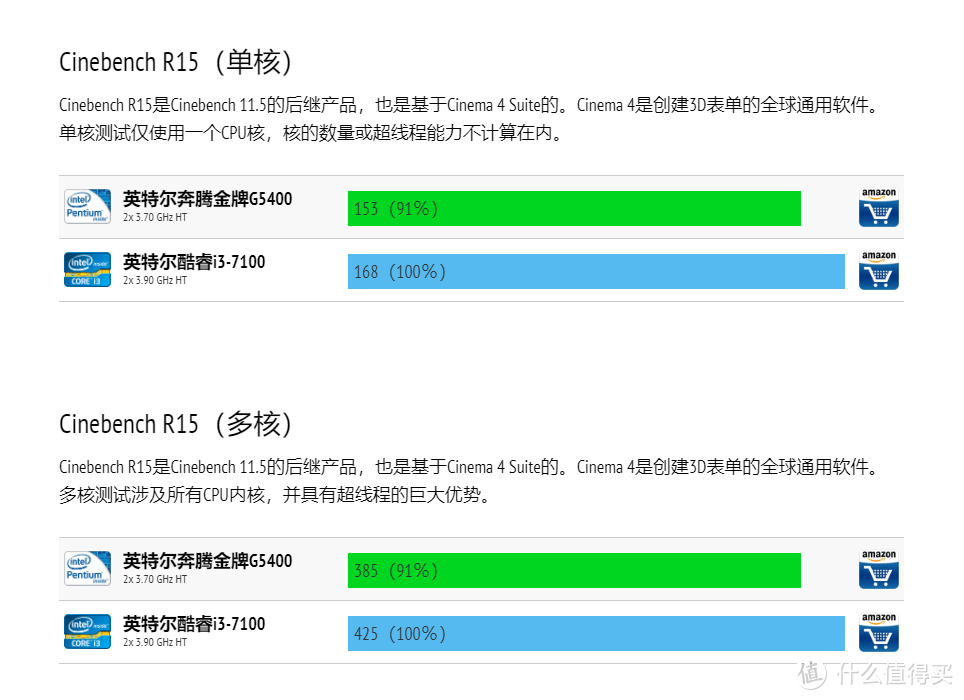 Cinebench R15（单核）
Cinebench R15是Cinebench 11.5的后继产品，也是基于Cinema 4 Suite的。Cinema 4是创建3D表单的全球通用软件。
单核测试仅使用一个CPU核，核的数量或超线程能力不计算在内。
intel Pentium inside
英特尔奔腾金牌G5400
2x 3.70 GHz HT
153（91%）
amazon
intel inside CORE i3
英特尔酷睿i3-7100
2x 3.90 GHz HT
168（100%）
amazon
Cinebench R15（多核）
Cinebench R15是Cinebench 11.5的后继产品，也是基于Cinema 4 Suite的。Cinema 4是创建3D表单的全球通用软件。
多核测试涉及所有CPU内核，并具有超线程的巨大优势。
intel Pentium inside
英特尔奔腾金牌G5400
2x 3.70 GHz HT
385（91%）
amazon
intel inside CORE i3
英特尔酷睿i3-7100
2x 3.90 GHz HT
425（100%）
amazon
值 什么值得买